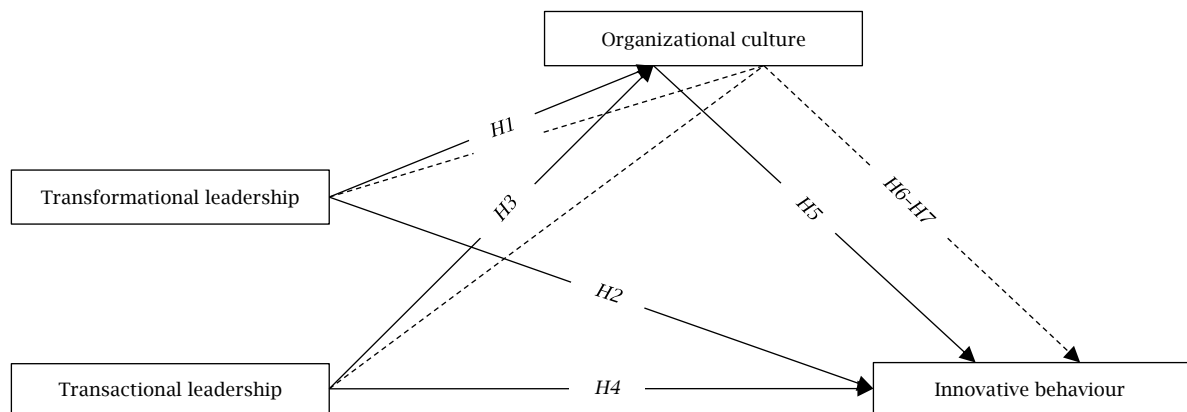 Organizational culture
H1
Transformational leadership
H3
H5
H6–H7
H2
Transactional leadership
H4
Innovative behaviour